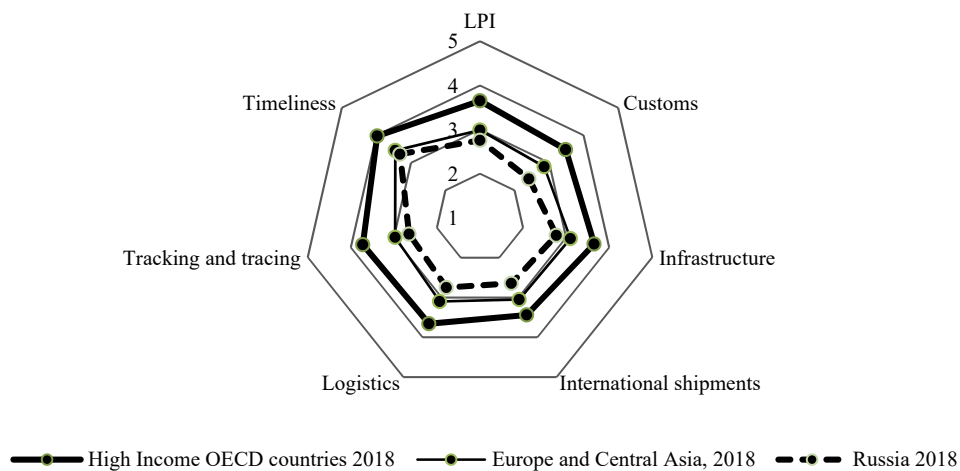 LPI
5
4
3
2
1
Timeliness
Customs
Tracking and tracing
Infrastructure
Logistics
International shipments
High Income OECD countries 2018
Europe and Central Asia, 2018
Russia 2018